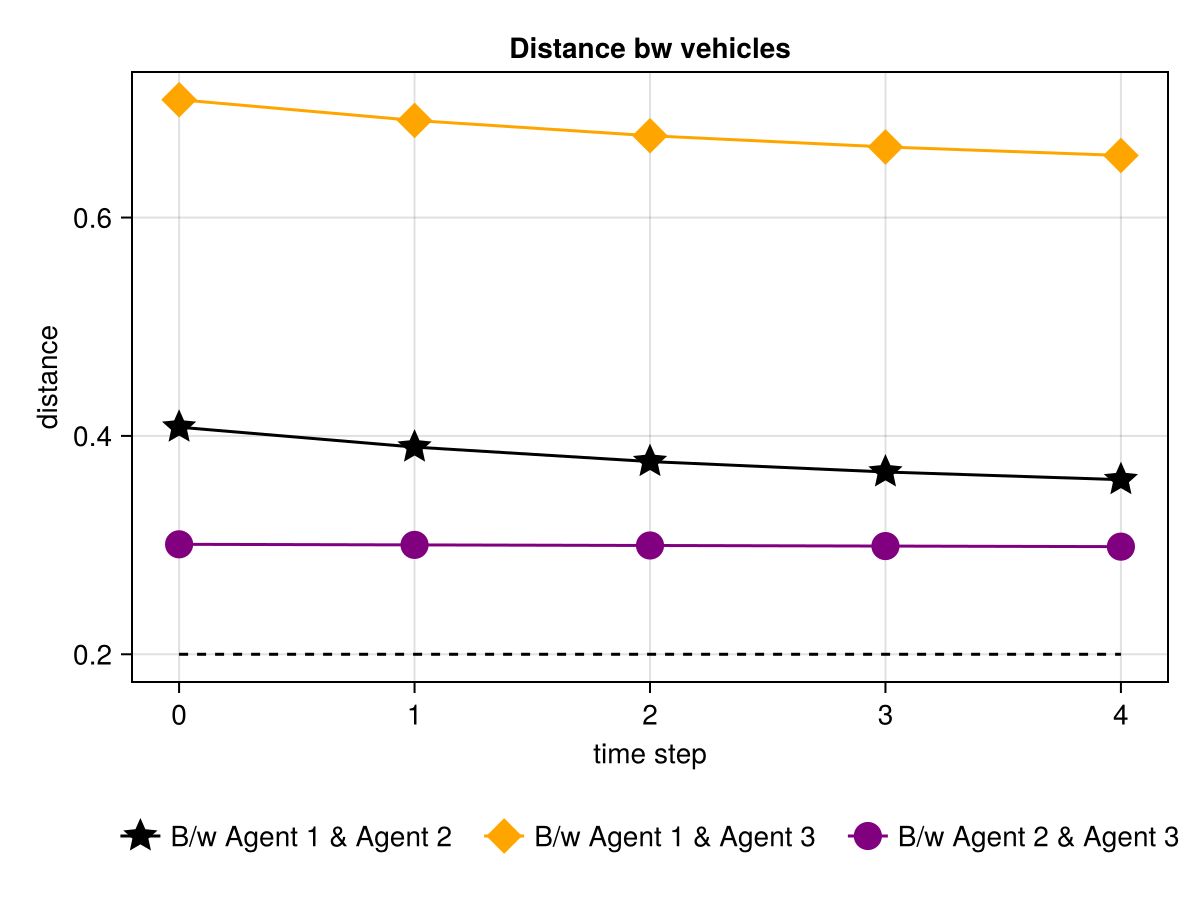 Distance bw vehicles
distance
0.6
0.4
0.2
0 1 2 3 4
time step
B/w Agent 1 & Agent 2 B/w Agent 1 & Agent 3 B/w Agent 2 & Agent 3